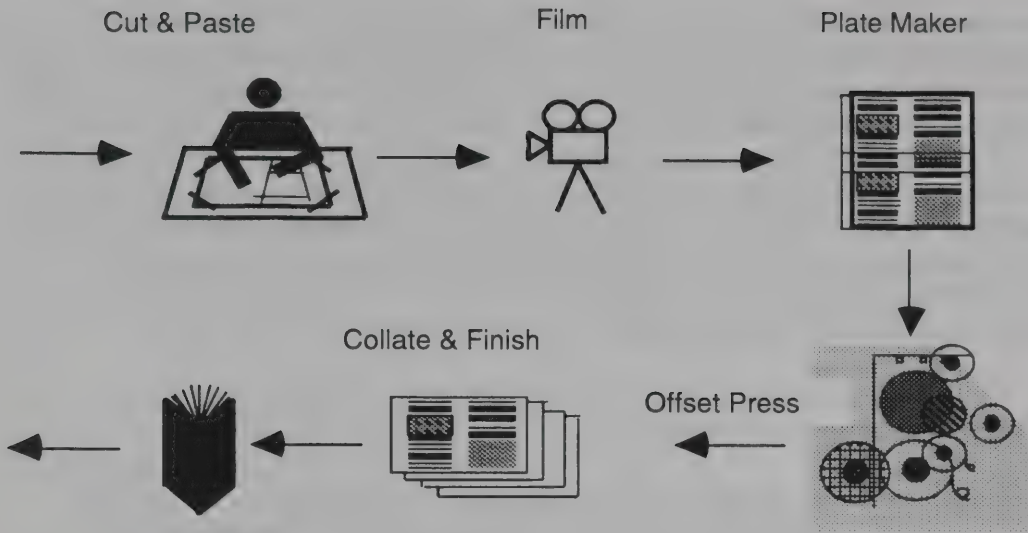 Cut & Paste
Film
Plate Maker
Offset Press
Collate & Finish